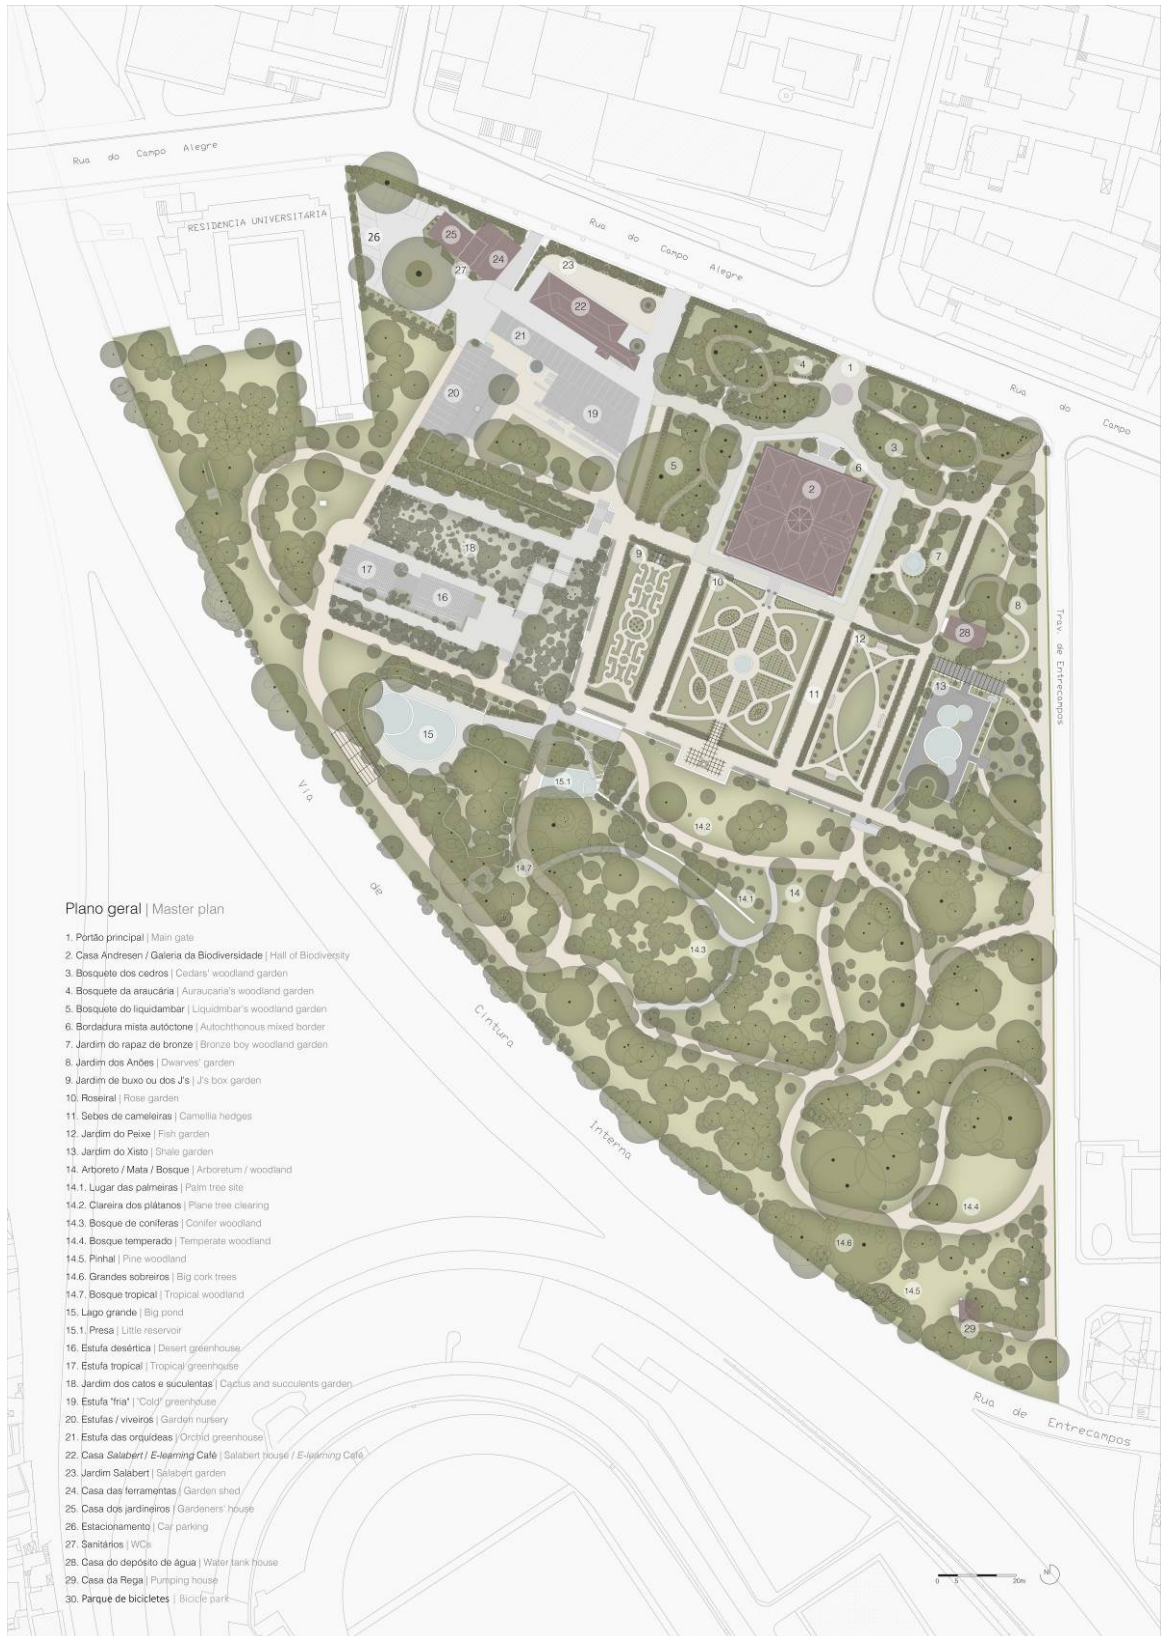 Rua do Campo Alegre
RESIDÊNCIA UNIVERSITÁRIA
Rua do Campo Alegre
Rua do Campo
26
25
24
27
23
22
21
20
19
4
1
3
5
6
2
7
8
9
10
18
17
16
28
12
11
13
15
15.1
14.2
14.7
14.1
14
14.3
14.4
14.6
14.5
29
Trav. de Entrecampos
Via de Cintura Interna
Rua de Entrecampos
Plano geral | Master plan
1. Portão principal | Main gate
2. Casa Andresen / Galeria da Biodiversidade | Hall of Biodiversity
3. Bosquete dos cedros | Cedars' woodland garden
4. Bosquete da araucária | Auraucaria's woodland garden
5. Bosquete do liquidambar | Liquidmbar's woodland garden
6. Bordadura mista autóctone | Autochthonous mixed border
7. Jardim do rapaz de bronze | Bronze boy woodland garden
8. Jardim dos Anões | Dwarves' garden
9. Jardim de buxo ou dos J's | J's box garden
10. Roseiral | Rose garden
11. Sebes de cameleiras | Camellia hedges
12. Jardim do Peixe | Fish garden
13. Jardim do Xisto | Shale garden
14. Arboreto / Mata / Bosque | Arboretum / woodland
14.1. Lugar das palmeiras | Palm tree site
14.2. Clareira dos plátanos | Plane tree clearing
14.3. Bosque de coníferas | Conifer woodland
14.4. Bosque temperado | Temperate woodland
14.5. Pinhal | Pine woodland
14.6. Grandes sobreiros | Big cork trees
14.7. Bosque tropical | Tropical woodland
15. Lago grande | Big pond
15.1. Presa | Little reservoir
16. Estufa desértica | Desert greenhouse
17. Estufa tropical | Tropical greenhouse
18. Jardim dos catos e suculentas | Cactus and succulents garden
19. Estufa "fria" | "Cold" greenhouse
20. Estufas / viveiros | Garden nursery
21. Estufa das orquídeas | Orchid greenhouse
22. Casa Salabert / E-learning Café | Salabert house / E-learning Café
23. Jardim Salabert | Salabert garden
24. Casa das ferramentas | Garden shed
25. Casa dos jardineiros | Gardeners' house
26. Estacionamento | Car parking
27. Sanitários | WCs
28. Casa do depósito de água | Water tank house
29. Casa da Rega | Pumping house
30. Parque de bicicletes | Bicicle park
0 5 20m
N